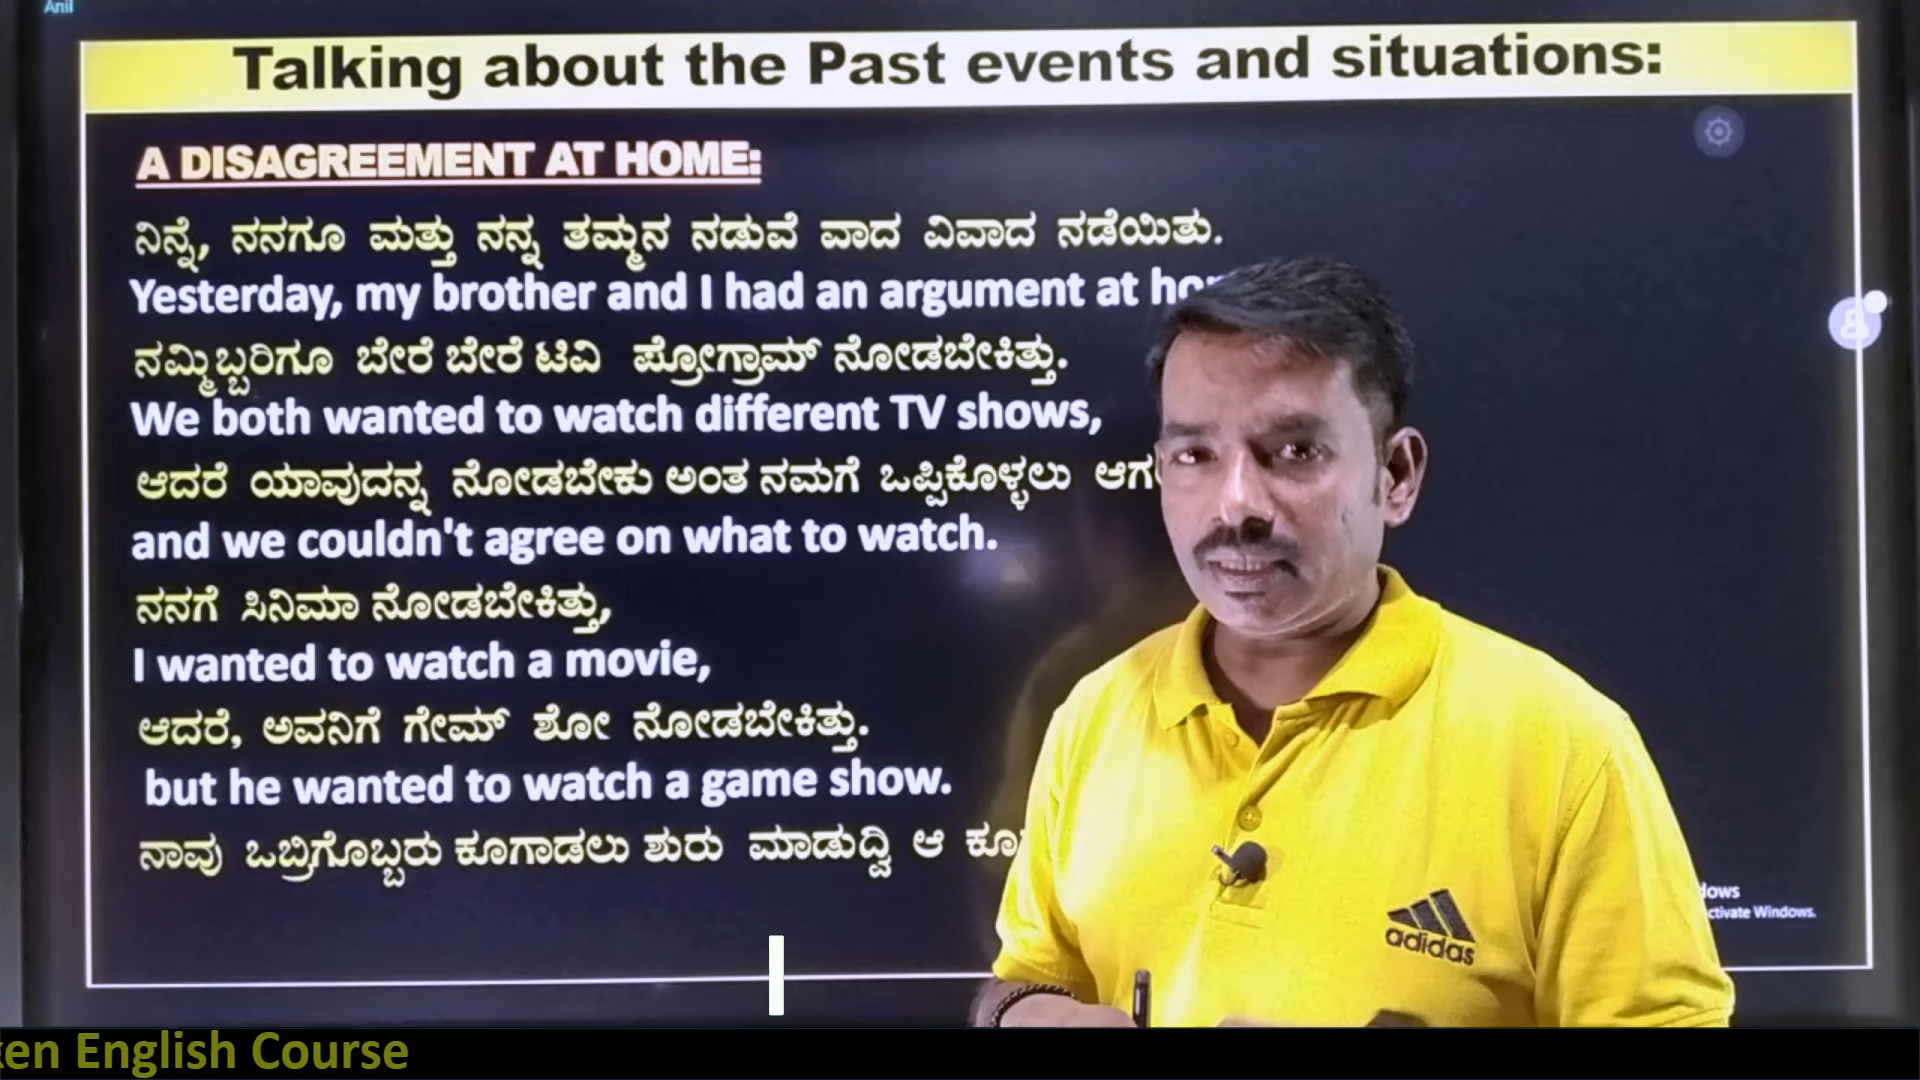 Anil
Talking about the Past events and situations:
A DISAGREEMENT AT HOME:
ನಿನ್ನೆ, ನನಗೂ ಮತ್ತು ನನ್ನ ತಮ್ಮನ ನಡುವೆ ವಾದ ವಿವಾದ ನಡೆಯಿತು.
Yesterday, my brother and I had an argument at
ನಮ್ಮಿಬ್ಬರಿಗೂ ಬೇರೆ ಬೇರೆ ಟಿವಿ ಪ್ರೋಗ್ರಾಮ್ ನೋಡಬೇಕಿತ್ತು.
We both wanted to watch different TV shows,
ಆದರೆ ಯಾವುದನ್ನ ನೋಡಬೇಕು ಅಂತ ನಮಗೆ ಒಪ್ಪಿಕೊಳ್ಳಲು
and we couldn't agree on what to watch.
ನನಗೆ ಸಿನಿಮಾ ನೋಡಬೇಕಿತ್ತು,
I wanted to watch a movie,
ಆದರೆ, ಅವನಿಗೆ ಗೇಮ್ ಶೋ ನೋಡಬೇಕಿತ್ತು.
but he wanted to watch a game show.
ನಾವು ಒಬ್ರಿಗೊಬ್ಬರು ಕೂಗಾಡಲು ಶುರು ಮಾಡುದ್ವಿ ಆ
Windows.
adidas
English Course